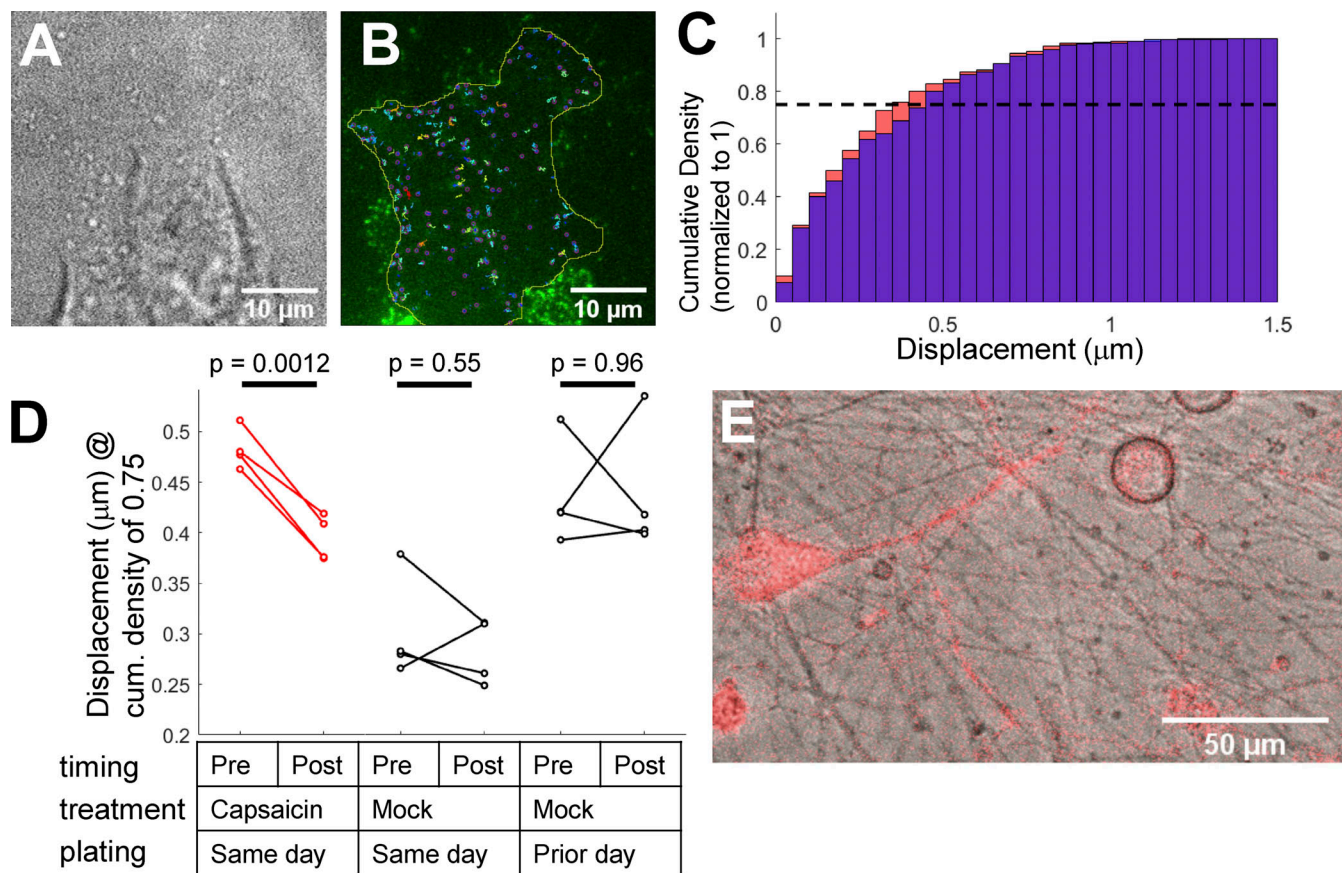 A
10 μm
B
10 μm
C
Cumulative Density
(normalized to 1)
1
0.8
0.6
0.4
0.2
0
0
0.5
1
1.5
Displacement (μm)
D
p = 0.0012
p = 0.55
p = 0.96
Displacement (μm) @
cum. density of 0.75
0.5
0.45
0.4
0.35
0.3
0.25
0.2
timing Pre Post Pre Post Pre Post
treatment Capsaicin Mock Mock
plating Same day Same day Prior day
E
50 μm